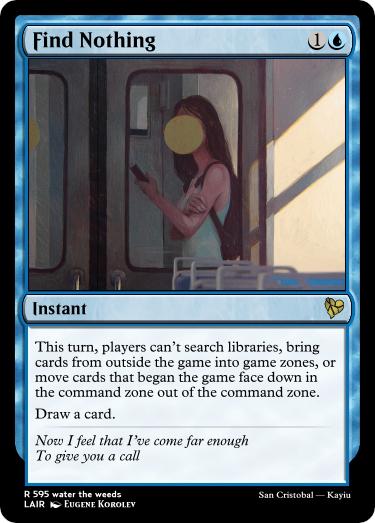 Find Nothing
1
Instant
This turn, players can't search libraries, bring
cards from outside the game into game zones, or
move cards that began the game face down in
the command zone out of the command zone.
Draw a card.
Now I feel that I've come far enough
To give you a call
R 595 water the weeds
San Cristobal — Kayiu
LAIR EUGENE KOROLEV